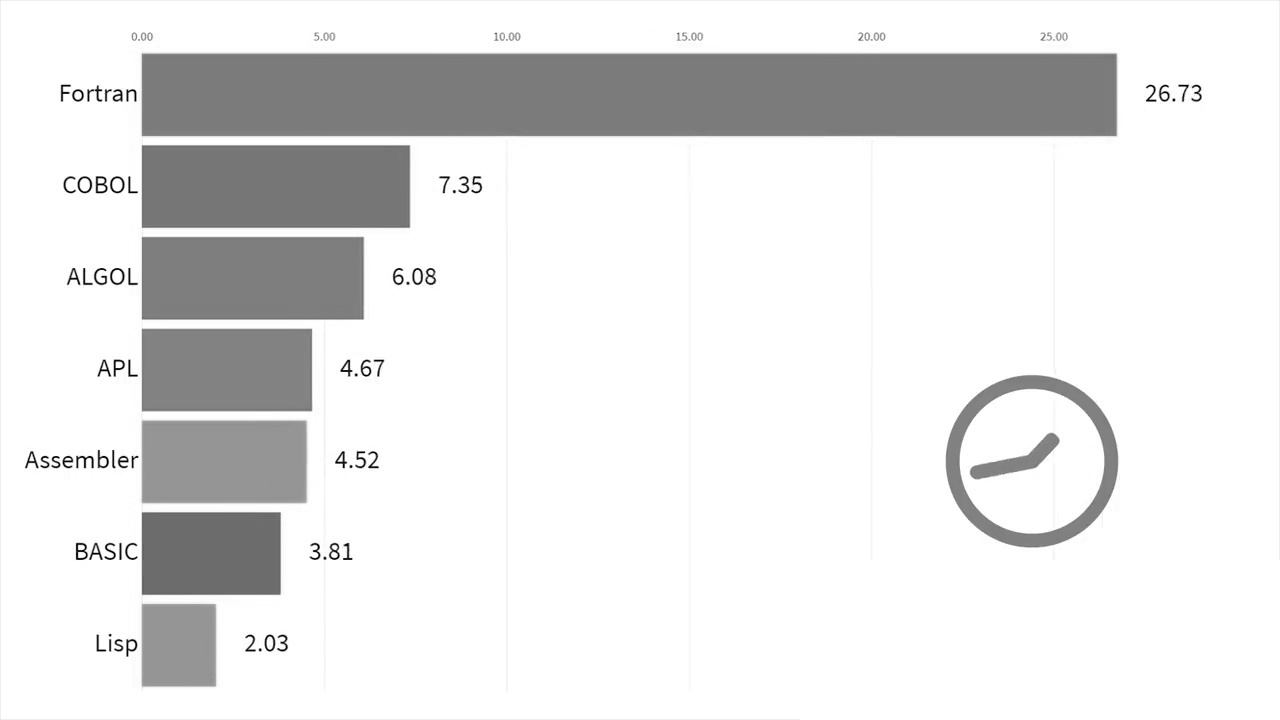 0.00 5.00 10.00 15.00 20.00 25.00
Fortran 26.73
COBOL 7.35
ALGOL 6.08
APL 4.67
Assembler 4.52
BASIC 3.81
Lisp 2.03